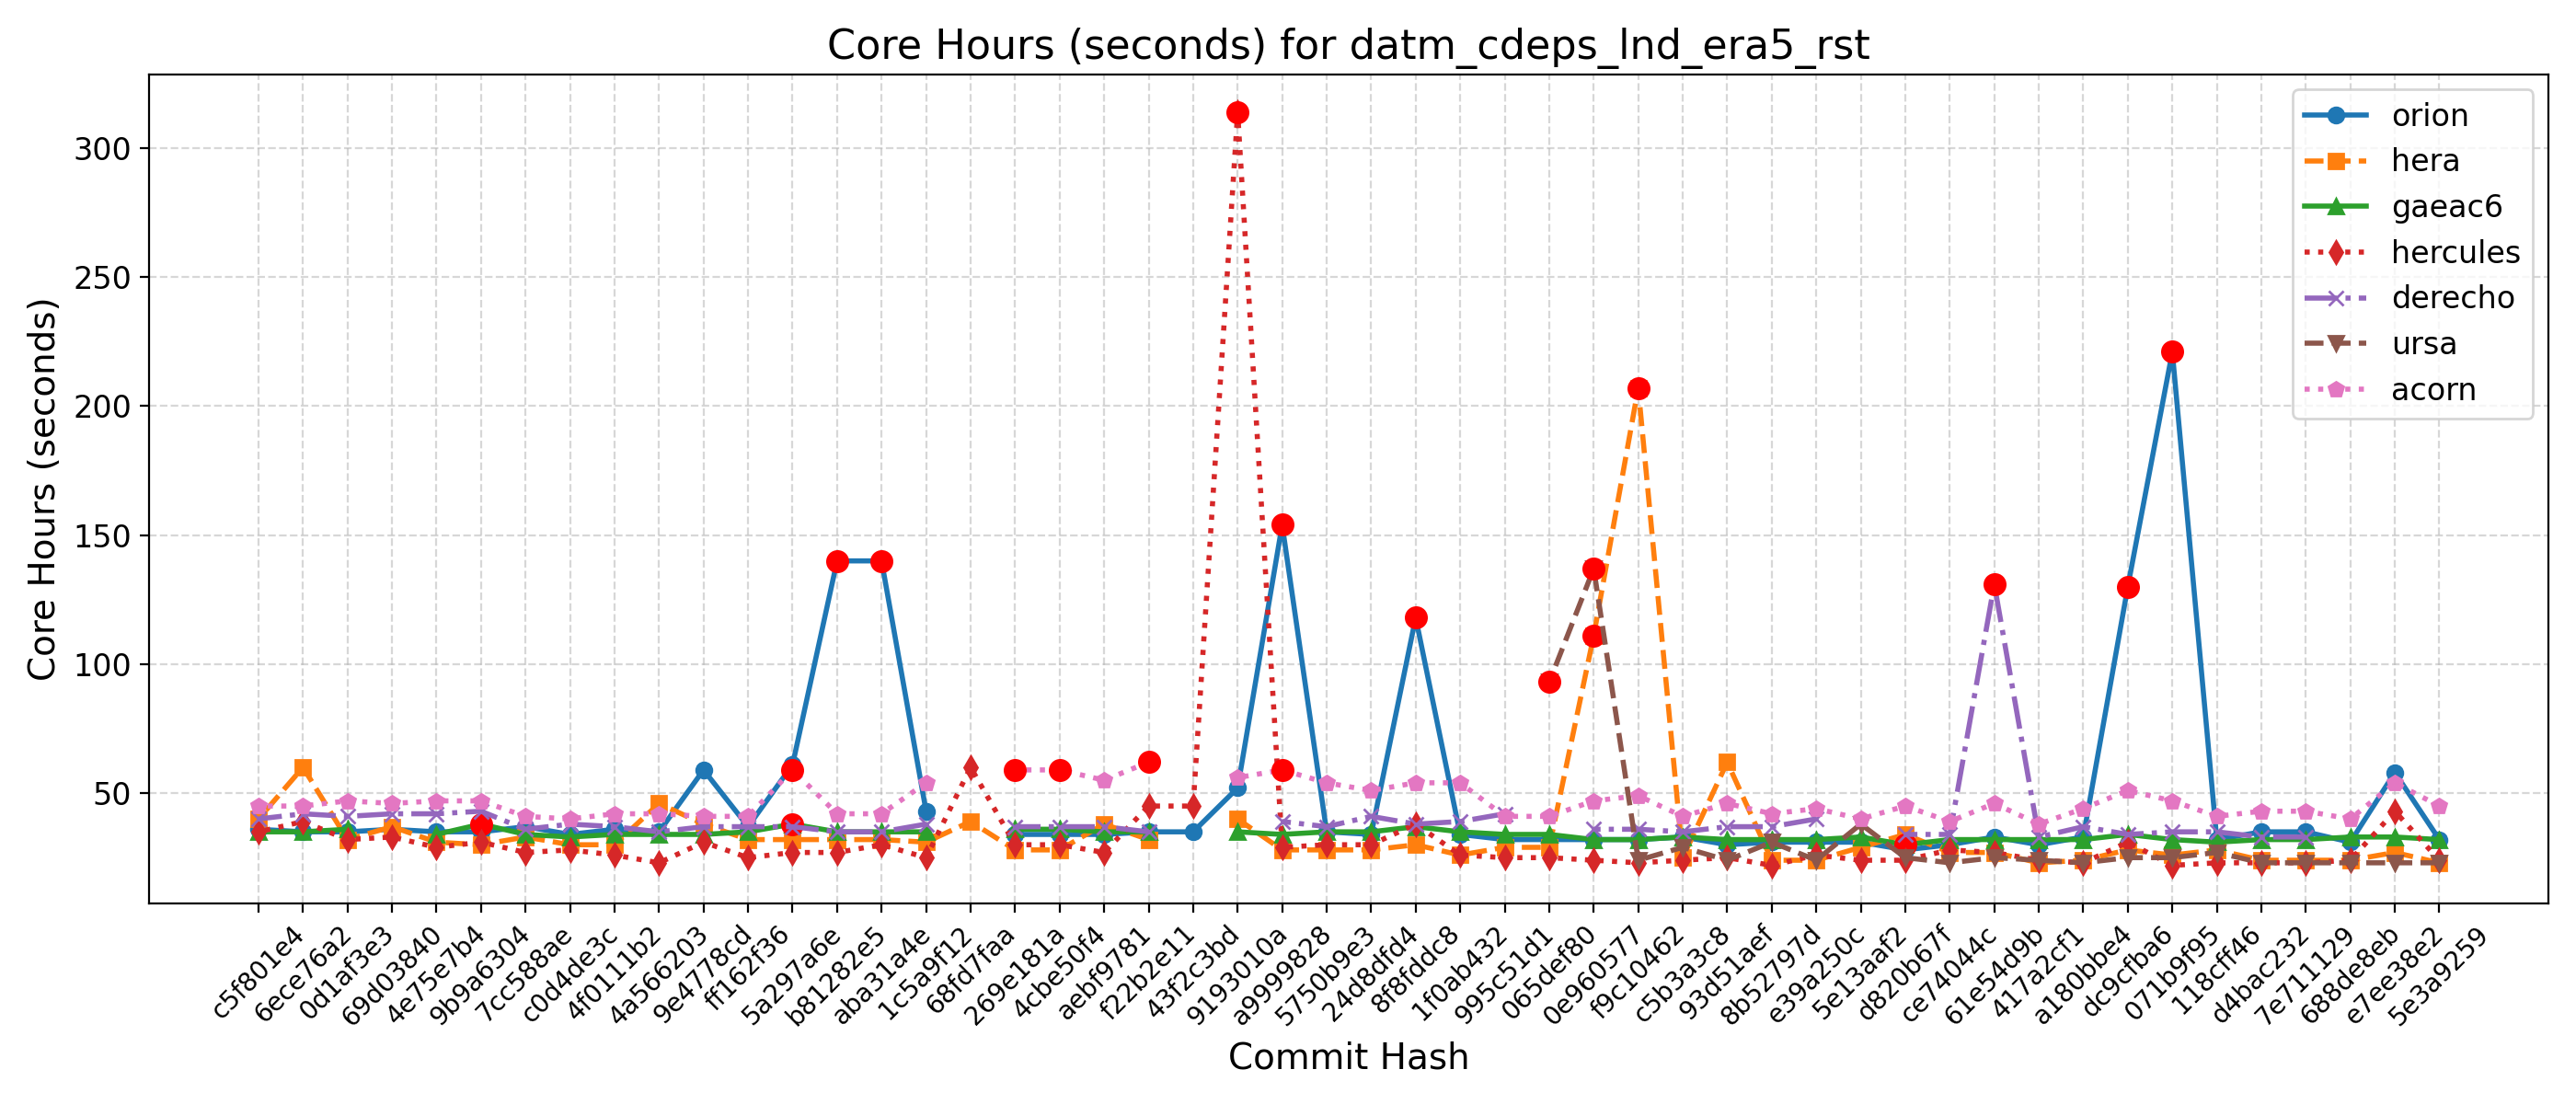 Core Hours (seconds) for datm_cdeps_lnd_era5_rst
Core Hours (seconds)
300
250
200
150
100
50
orion
hera
gaeac6
hercules
derecho
ursa
acorn
c5f801e4
6ece76a2
0d1af3e3
69d03840
4e75e7b4
9b9a6304
7cc588ae
c0d4de3c
4f0111b2
4a566203
9e4778cd
ff162f36
5a297a6e
b81282e5
aba31a4e
1c5a9f12
68fd7faa
269e181a
4cbe50f4
aebf9781
f22b2e11
43f2c3bd
9193010a
a9999828
5750b9e3
24d8dfd4
8f8fddc8
1f0ab432
995c51d1
065def80
0e960577
f9c10462
c5b3a3c8
93d51aef
8b52797d
e39a250c
5e13aaf2
d820b67f
ce74044c
61e54d9b
417a2cf1
a180bbe4
dc9cfba6
071b9f95
118cff46
d4bac232
7e711129
688de8eb
e7ee38e2
5e3a9259
Commit Hash